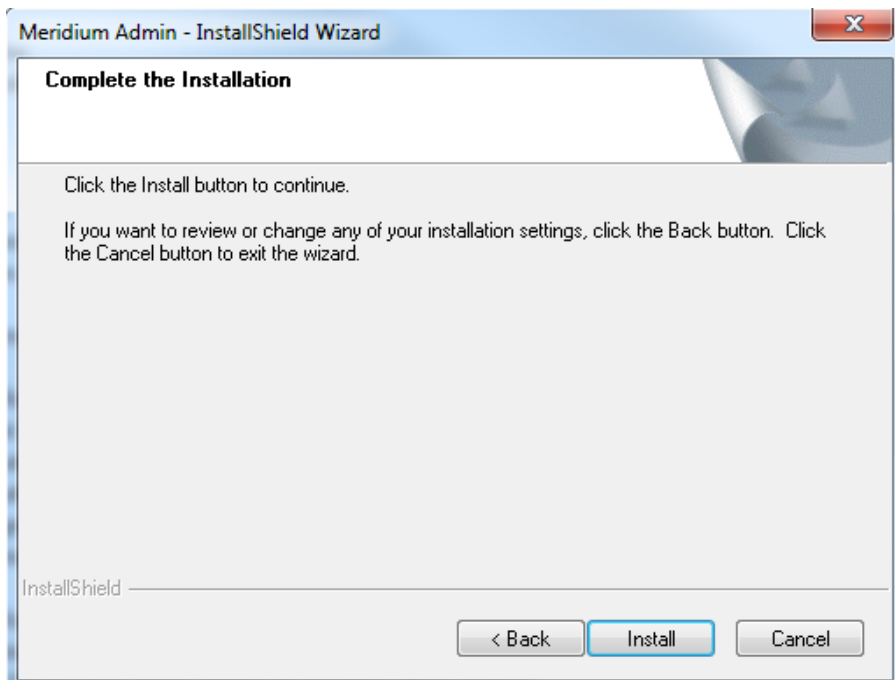 Meridium Admin - InstallShield Wizard
Complete the Installation
Click the Install button to continue.
If you want to review or change any of your installation settings, click the Back button.  Click
the Cancel button to exit the wizard.
InstallShield
< Back
Install
Cancel